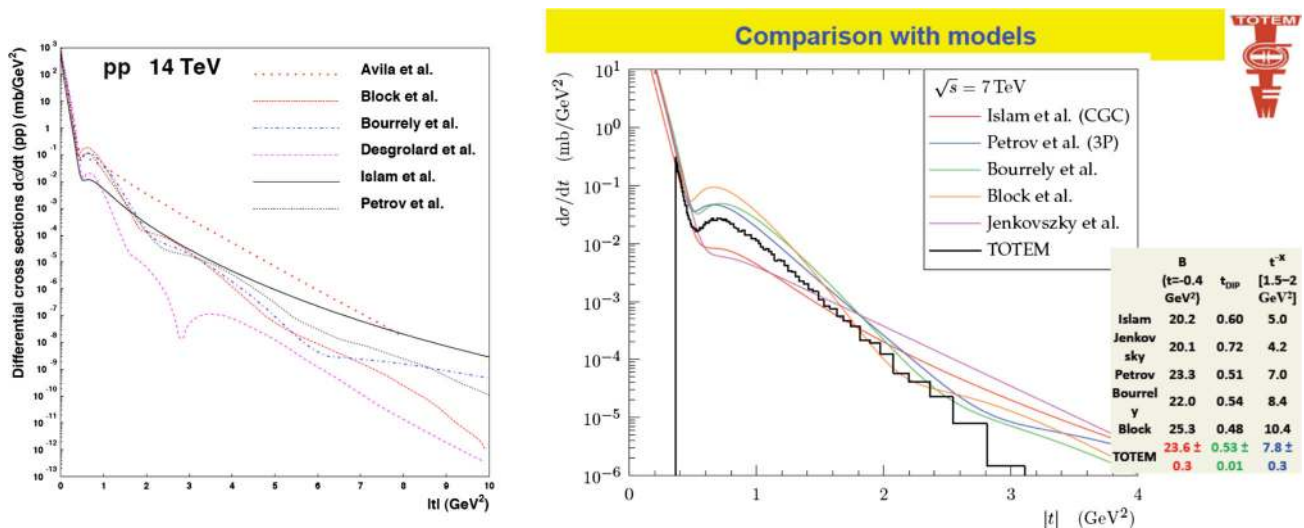 pp 14 TeV
Avila et al.
Block et al.
Bourrely et al.
Desgrolard et al.
Islam et al.
Petrov et al.
Differential cross sections dσ/dt (pp) (mb/GeV²)
10³
10²
10
1
10⁻¹
10⁻²
10⁻³
10⁻⁴
10⁻⁵
10⁻⁶
10⁻⁷
10⁻⁸
10⁻⁹
10⁻¹⁰
10⁻¹¹
10⁻¹²
10⁻¹³
0 1 2 3 4 5 6 7 8 9 10
|t| (GeV²)
Comparison with models
TOTEM
dσ/dt (mb/GeV²)
10¹
10⁰
10⁻¹
10⁻²
10⁻³
10⁻⁴
10⁻⁵
10⁻⁶
√s = 7 TeV
Islam et al. (CGC)
Petrov et al. (3P)
Bourrely et al.
Block et al.
Jenkovszky et al.
TOTEM
0 1 2 3 4
|t| (GeV²)
B (t=-0.4 GeV²) t_DIP t⁻ˣ [1.5–2 GeV²]
Islam 20.2 0.60 5.0
Jenkov
sky 20.1 0.72 4.2
Petrov 23.3 0.51 7.0
Bourrel
y 22.0 0.54 8.4
Block 25.3 0.48 10.4
TOTEM 23.6 ± 0.3 0.53 ± 0.01 7.8 ± 0.3